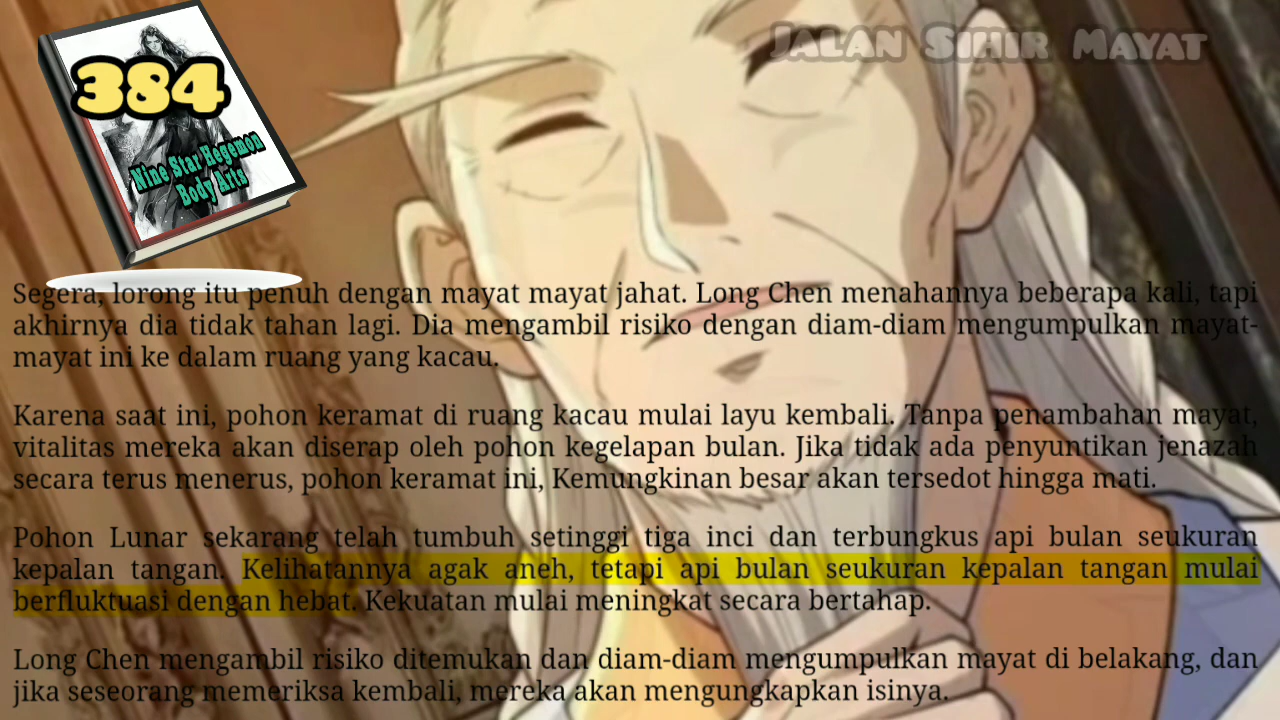 Jalan Sihir Mayat
384
Nine Star Hegemon
Body Arts
Segera, lorong itu penuh dengan mayat mayat jahat. Long Chen menahannya beberapa kali, tapi
akhirnya dia tidak tahan lagi. Dia mengambil risiko dengan diam-diam mengumpulkan mayat-
mayat ini ke dalam ruang yang kacau.
Karena saat ini, pohon keramat di ruang kacau mulai layu kembali. Tanpa penambahan mayat,
vitalitas mereka akan diserap oleh pohon kegelapan bulan. Jika tidak ada penyuntikan jenazah
secara terus menerus, pohon keramat ini, Kemungkinan besar akan tersedot hingga mati.
Pohon Lunar sekarang telah tumbuh setinggi tiga inci dan terbungkus api bulan seukuran
kepalan tangan. Kelihatannya agak aneh, tetapi api bulan seukuran kepalan tangan mulai
berfluktuasi dengan hebat. Kekuatan mulai meningkat secara bertahap.
Long Chen mengambil risiko ditemukan dan diam-diam mengumpulkan mayat di belakang, dan
jika seseorang memeriksa kembali, mereka akan mengungkapkan isinya.